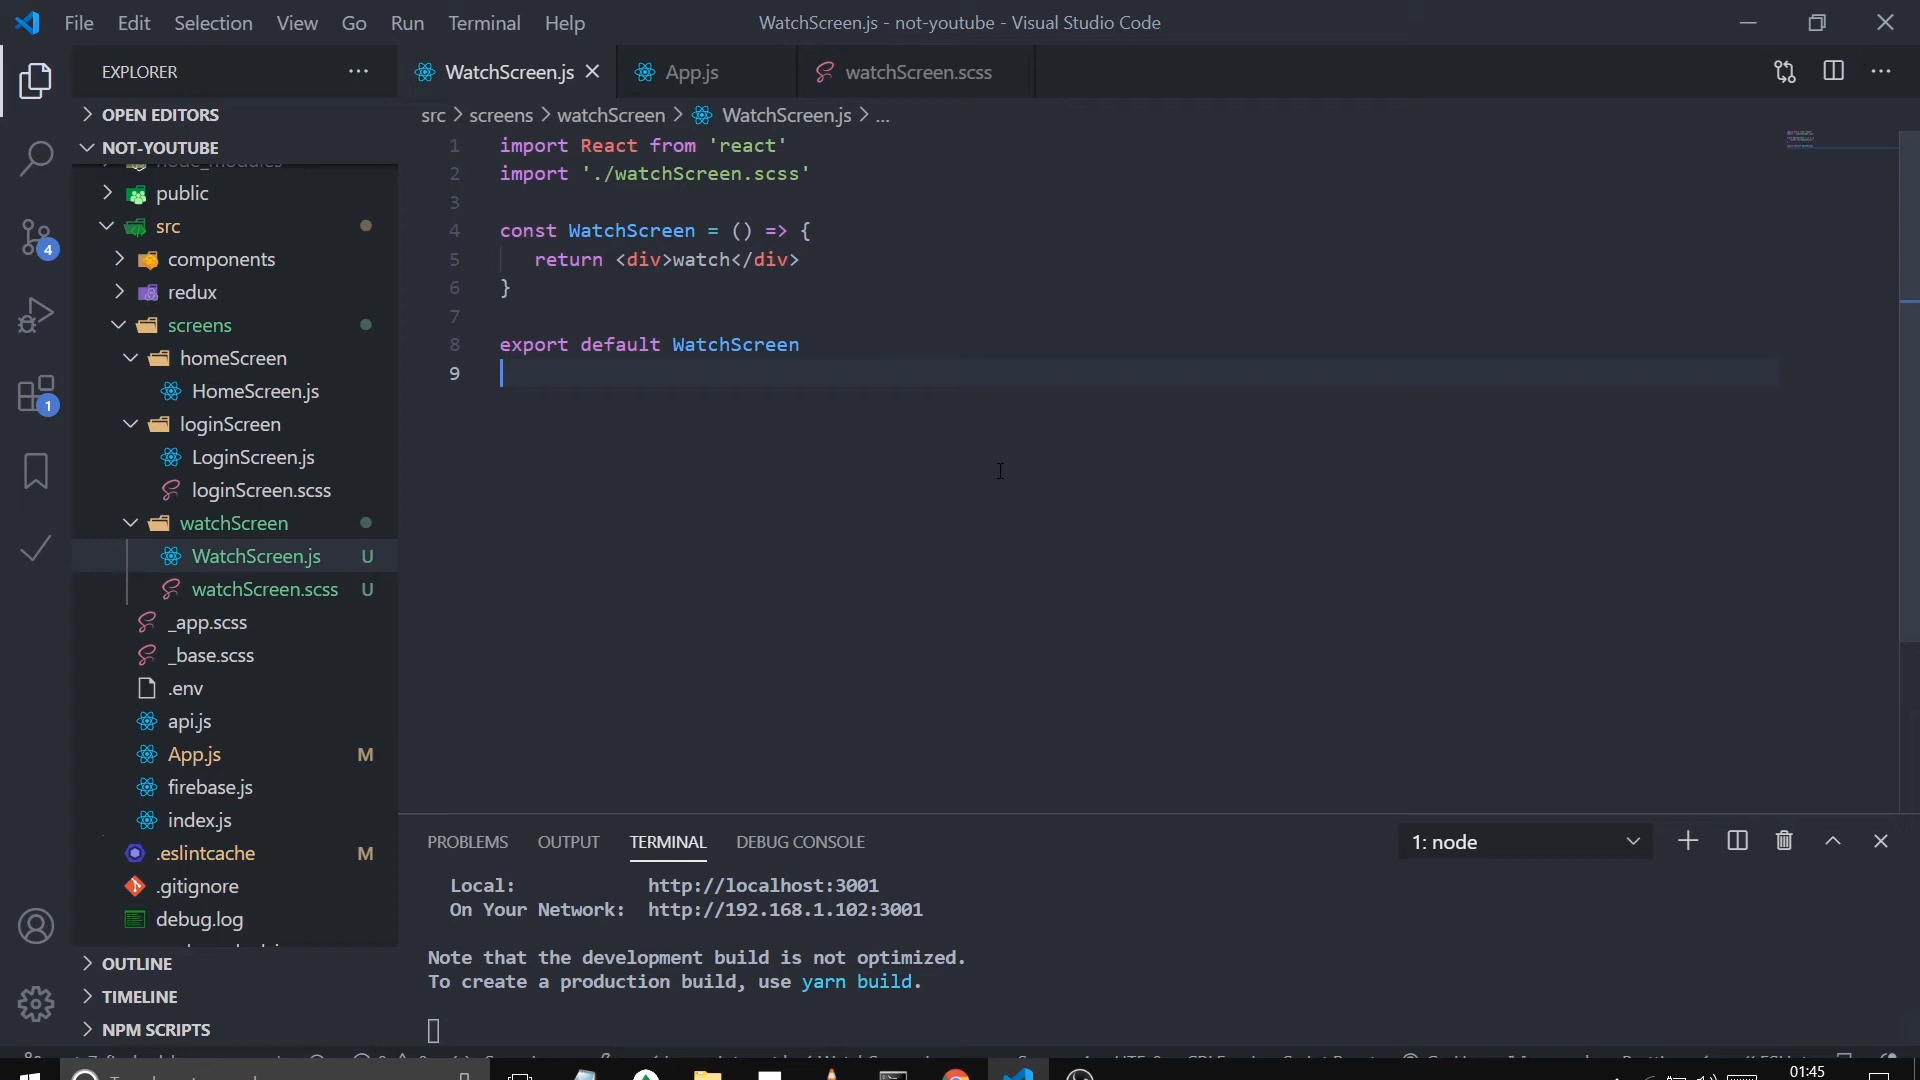 File Edit Selection View Go Run Terminal Help
WatchScreen.js - not-youtube - Visual Studio Code
EXPLORER
OPEN EDITORS
NOT-YOUTUBE
node_modules
public
src
components
redux
screens
homeScreen
HomeScreen.js
loginScreen
LoginScreen.js
loginScreen.scss
watchScreen
WatchScreen.js U
watchScreen.scss U
_app.scss
_base.scss
.env
api.js
App.js M
firebase.js
index.js
.eslintcache M
.gitignore
debug.log
OUTLINE
TIMELINE
NPM SCRIPTS
4
1
WatchScreen.js App.js watchScreen.scss
src > screens > watchScreen > WatchScreen.js > ...
1 import React from 'react'
2 import './watchScreen.scss'
3
4 const WatchScreen = () => {
5 return <div>watch</div>
6 }
7
8 export default WatchScreen
9
PROBLEMS OUTPUT TERMINAL DEBUG CONSOLE
1: node
Local: http://localhost:3001
On Your Network: http://192.168.1.102:3001
Note that the development build is not optimized.
To create a production build, use yarn build.
01:45